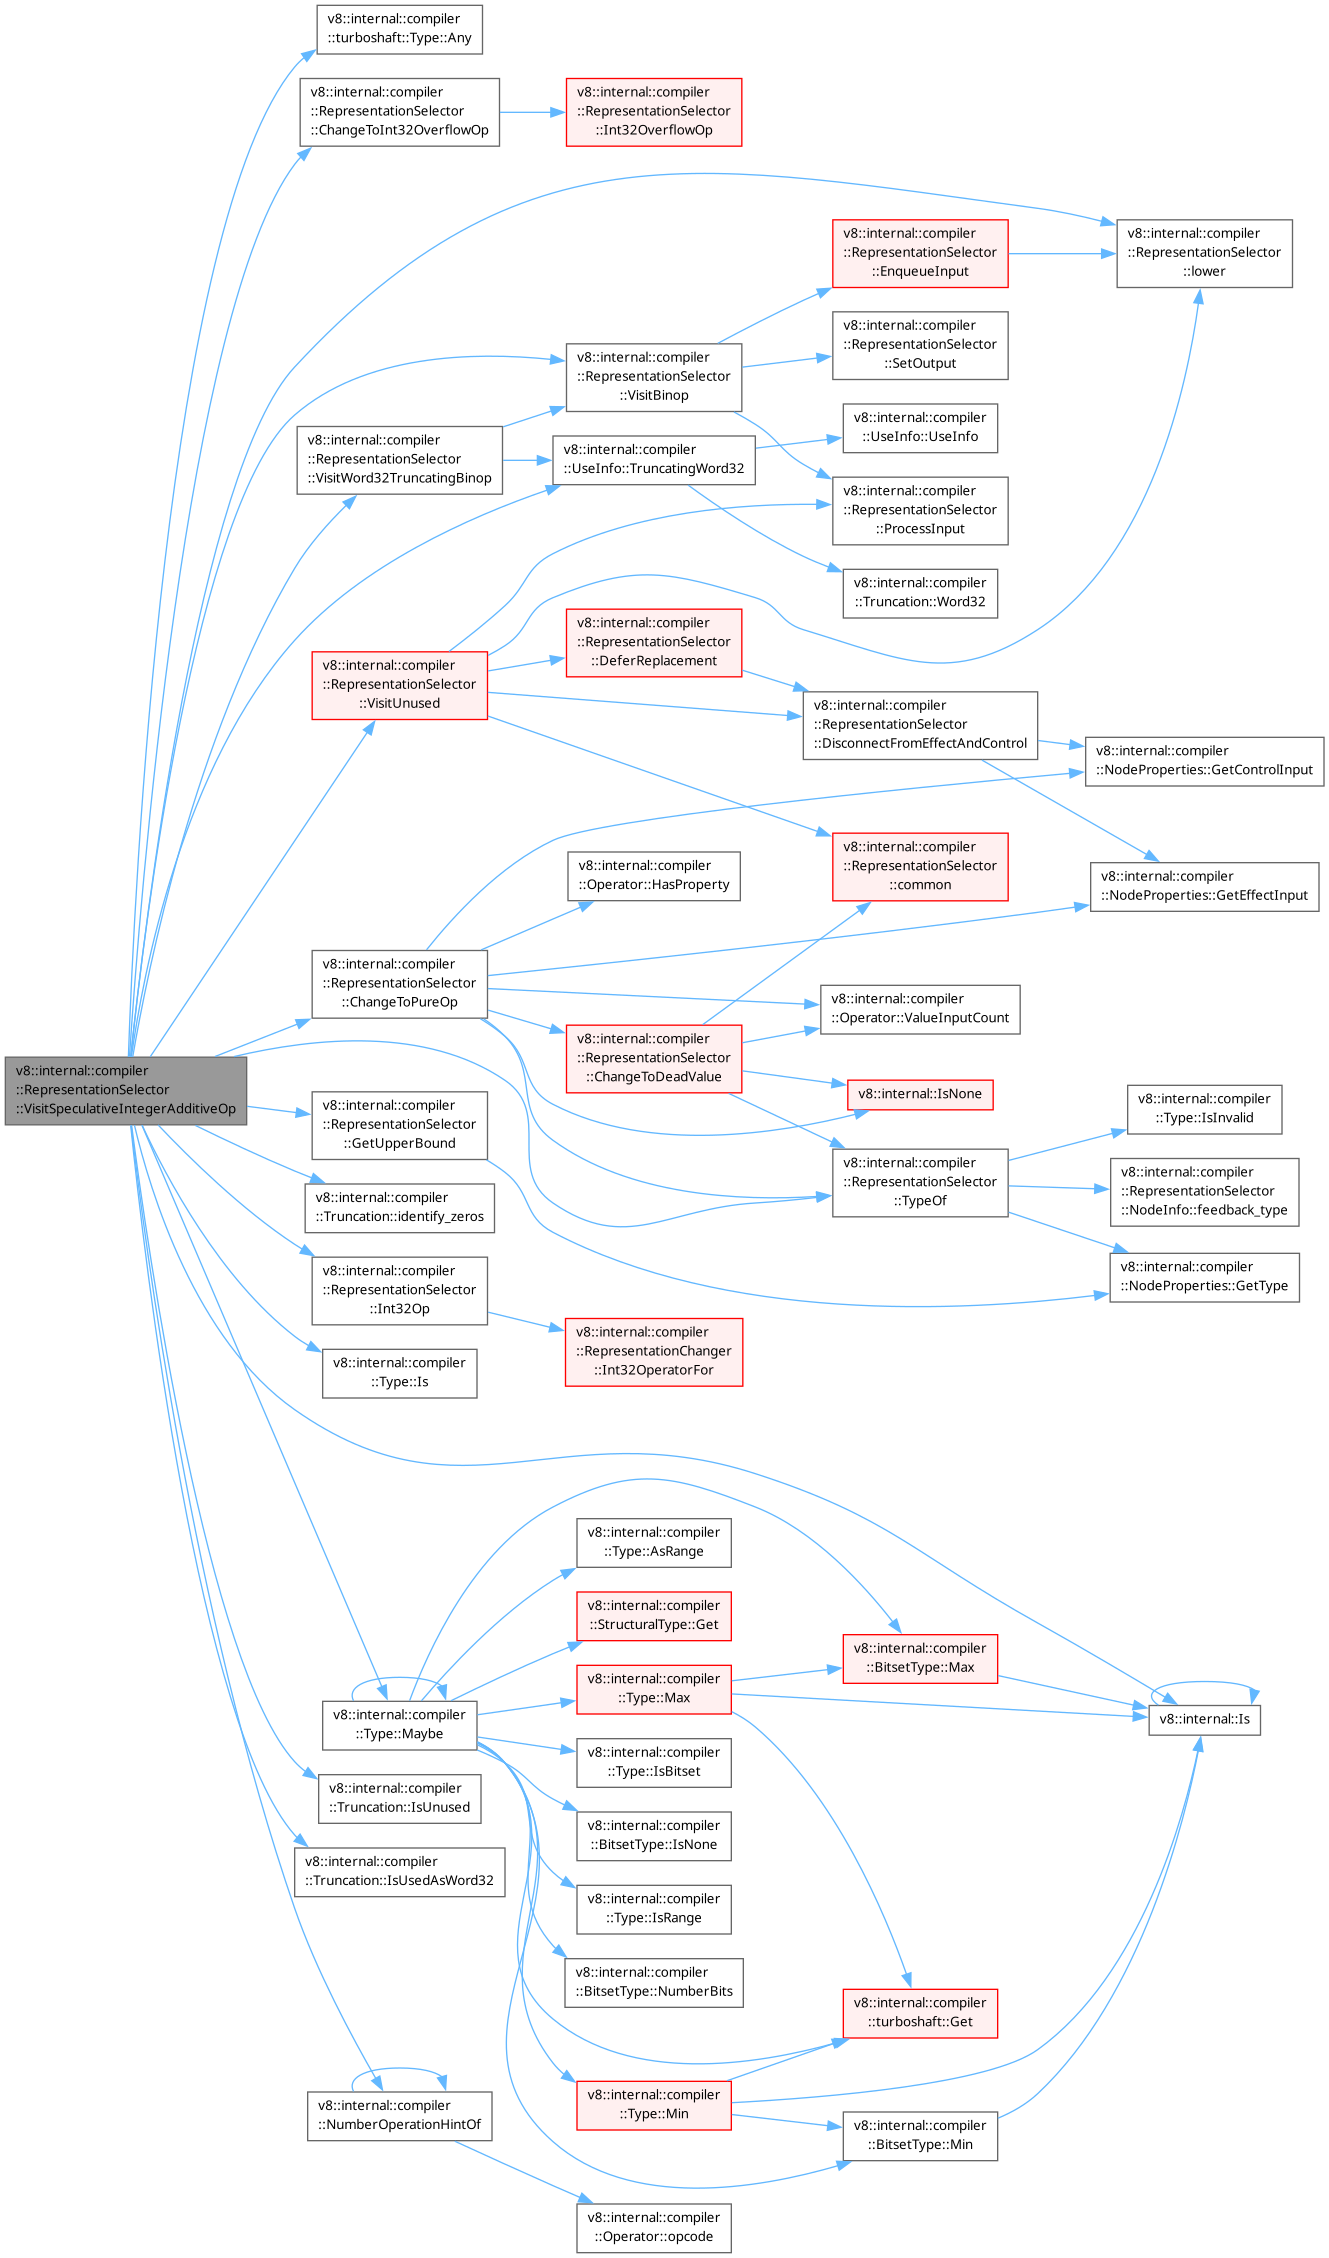 v8::internal::compiler
::turboshaft::Type::Any
v8::internal::compiler
::RepresentationSelector
::ChangeToInt32OverflowOp
v8::internal::compiler
::RepresentationSelector
::Int32OverflowOp
v8::internal::compiler
::RepresentationSelector
::EnqueueInput
v8::internal::compiler
::RepresentationSelector
::lower
v8::internal::compiler
::RepresentationSelector
::SetOutput
v8::internal::compiler
::RepresentationSelector
::VisitBinop
v8::internal::compiler
::UseInfo::UseInfo
v8::internal::compiler
::RepresentationSelector
::VisitWord32TruncatingBinop
v8::internal::compiler
::UseInfo::TruncatingWord32
v8::internal::compiler
::RepresentationSelector
::ProcessInput
v8::internal::compiler
::Truncation::Word32
v8::internal::compiler
::RepresentationSelector
::DeferReplacement
v8::internal::compiler
::RepresentationSelector
::VisitUnused
v8::internal::compiler
::RepresentationSelector
::DisconnectFromEffectAndControl
v8::internal::compiler
::NodeProperties::GetControlInput
v8::internal::compiler
::RepresentationSelector
::common
v8::internal::compiler
::Operator::HasProperty
v8::internal::compiler
::NodeProperties::GetEffectInput
v8::internal::compiler
::RepresentationSelector
::ChangeToPureOp
v8::internal::compiler
::Operator::ValueInputCount
v8::internal::compiler
::RepresentationSelector
::ChangeToDeadValue
v8::internal::compiler
::RepresentationSelector
::VisitSpeculativeIntegerAdditiveOp
v8::internal::IsNone
v8::internal::compiler
::Type::IsInvalid
v8::internal::compiler
::RepresentationSelector
::GetUpperBound
v8::internal::compiler
::RepresentationSelector
::TypeOf
v8::internal::compiler
::RepresentationSelector
::NodeInfo::feedback_type
v8::internal::compiler
::Truncation::identify_zeros
v8::internal::compiler
::NodeProperties::GetType
v8::internal::compiler
::RepresentationSelector
::Int32Op
v8::internal::compiler
::RepresentationChanger
::Int32OperatorFor
v8::internal::compiler
::Type::Is
v8::internal::compiler
::Type::AsRange
v8::internal::compiler
::StructuralType::Get
v8::internal::compiler
::BitsetType::Max
v8::internal::compiler
::Type::Max
v8::internal::Is
v8::internal::compiler
::Type::Maybe
v8::internal::compiler
::Type::IsBitset
v8::internal::compiler
::Truncation::IsUnused
v8::internal::compiler
::BitsetType::IsNone
v8::internal::compiler
::Truncation::IsUsedAsWord32
v8::internal::compiler
::Type::IsRange
v8::internal::compiler
::BitsetType::NumberBits
v8::internal::compiler
::turboshaft::Get
v8::internal::compiler
::Type::Min
v8::internal::compiler
::NumberOperationHintOf
v8::internal::compiler
::BitsetType::Min
v8::internal::compiler
::Operator::opcode